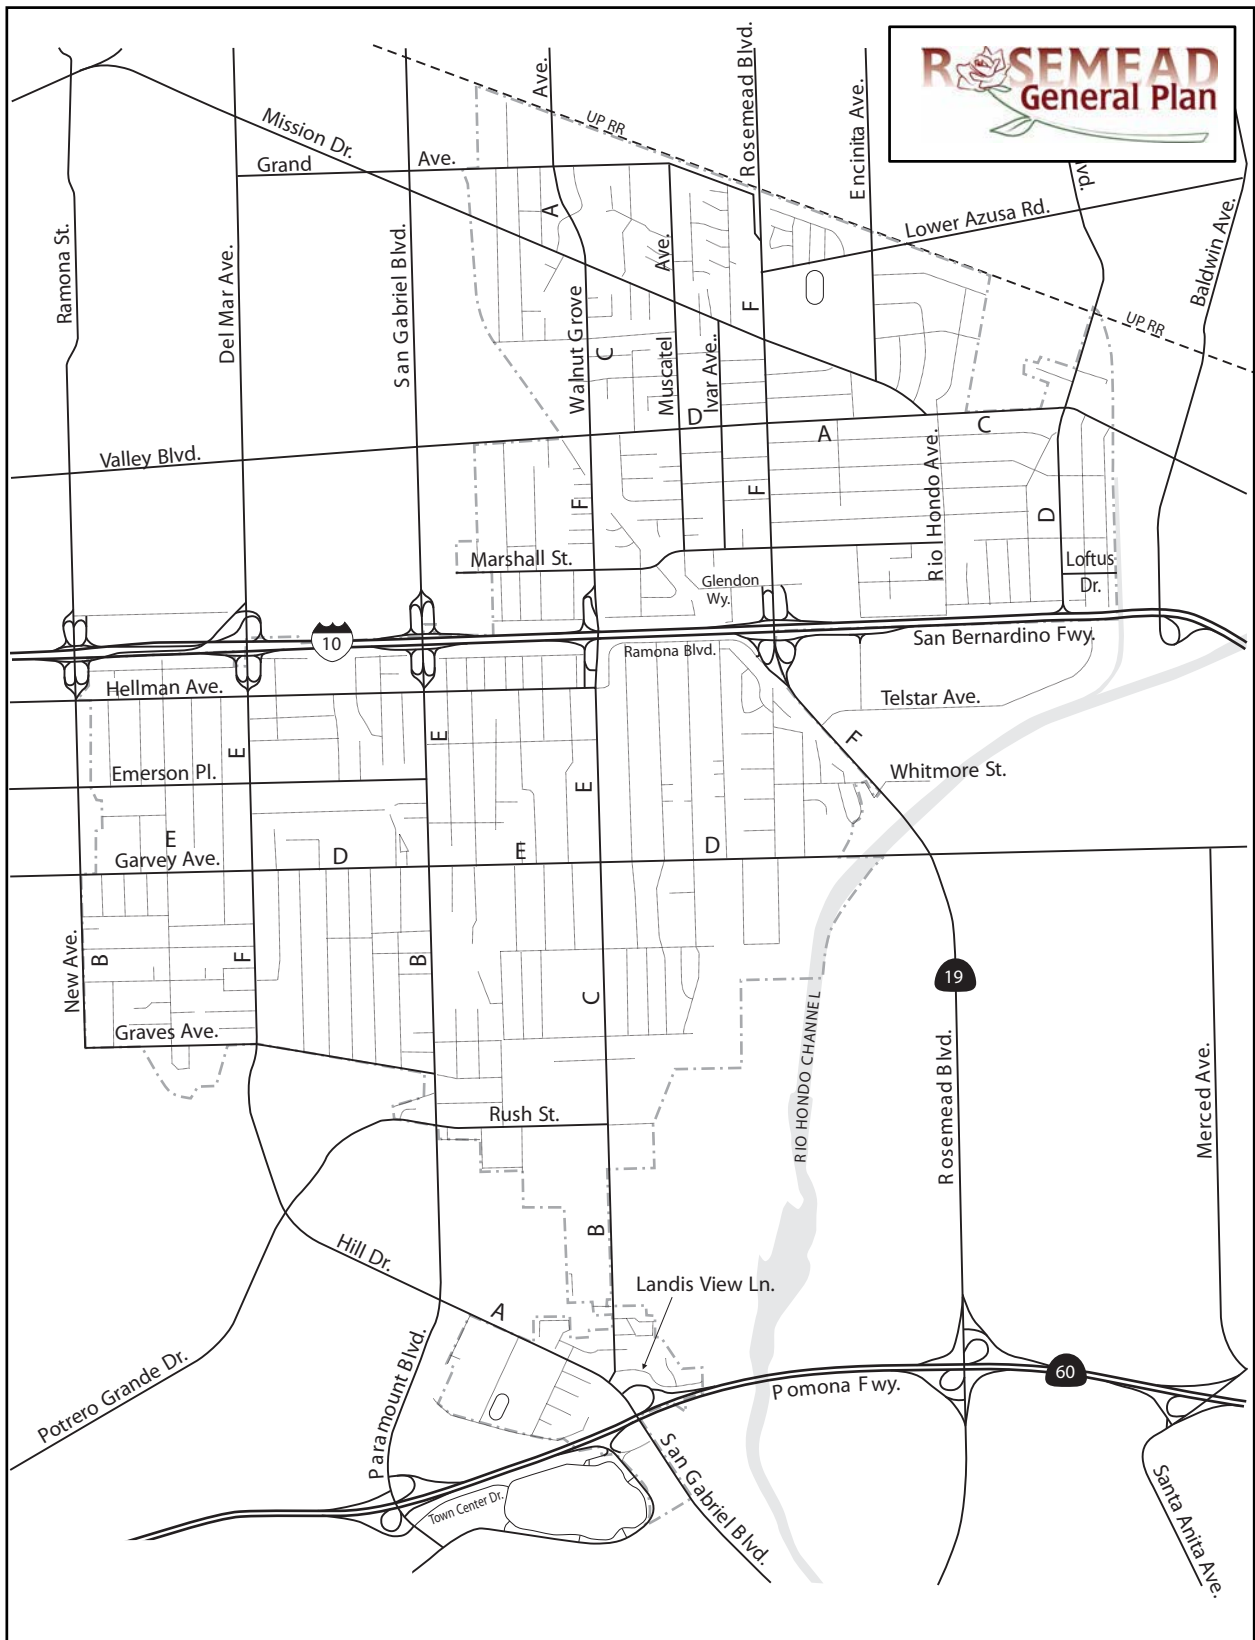 ROSEMEAD
General Plan
Ave.
Rosemead Blvd.
Encinita Ave.
UP RR
Mission Dr.
Grand
Ave.
Lower Azusa Rd.
lvd.
Baldwin Ave.
Ramona St.
Del Mar Ave.
San Gabriel Blvd.
A
Walnut Grove
C
Muscatel
Ave.
Ivar Ave..
F
UP RR
D
A
C
Valley Blvd.
F
F
Rio Hondo Ave.
D
Marshall St.
Glendon
Wy.
Loftus
Dr.
10
San Bernardino Fwy.
Ramona Blvd.
Hellman Ave.
Telstar Ave.
E
E
F
Emerson Pl.
E
Whitmore St.
E
Garvey Ave.
D
E
D
New Ave.
B
F
B
C
19
Graves Ave.
RIO HONDO CHANNEL
Rosemead Blvd.
Merced Ave.
Rush St.
B
Hill Dr.
Landis View Ln.
A
Paramount Blvd.
Potrero Grande Dr.
60
Pomona Fwy.
San Gabriel Blvd.
Santa Anita Ave.
Town Center Dr.